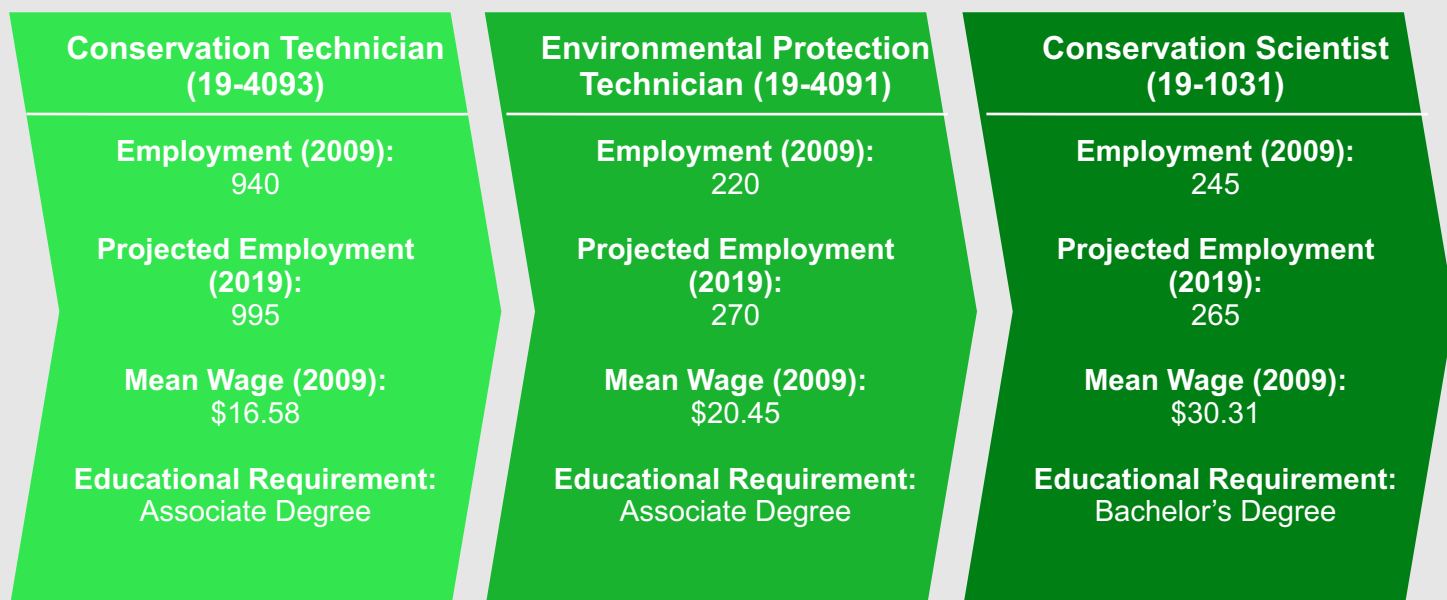 Conservation Technician
(19-4093)
Employment (2009):
940
Projected Employment
(2019):
995
Mean Wage (2009):
$16.58
Educational Requirement:
Associate Degree
Environmental Protection
Technician (19-4091)
Employment (2009):
220
Projected Employment
(2019):
270
Mean Wage (2009):
$20.45
Educational Requirement:
Associate Degree
Conservation Scientist
(19-1031)
Employment (2009):
245
Projected Employment
(2019):
265
Mean Wage (2009):
$30.31
Educational Requirement:
Bachelor’s Degree